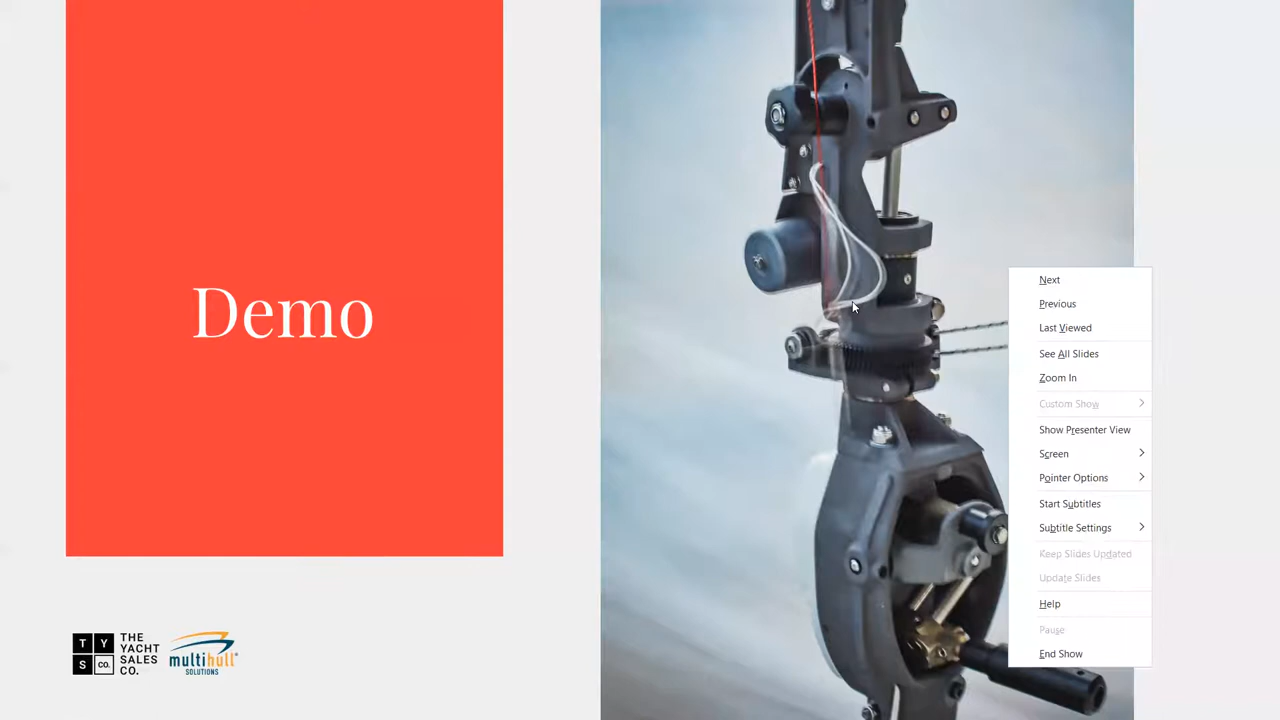 Demo
T Y
S CO.
THE
YACHT
SALES
CO.
multihull
SOLUTIONS
Next
Previous
Last Viewed
See All Slides
Zoom In
Custom Show
Show Presenter View
Screen
Pointer Options
Start Subtitles
Subtitle Settings
Keep Slides Updated
Update Slides
Help
Pause
End Show